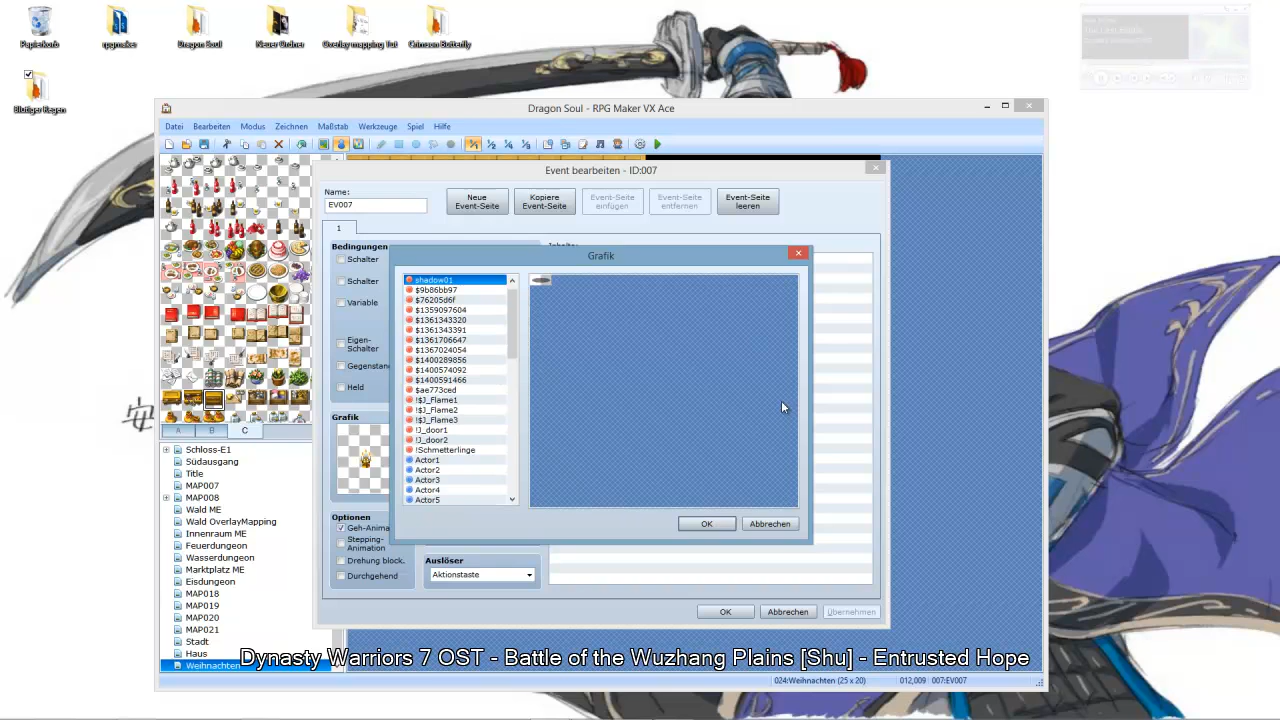 Papierkorb
rpgmaker
Dragon Soul
Neuer Ordner
Overlay mapping Tut
Crimson Butterfly
Blutiger Regen
安
Dragon Soul - RPG Maker VX Ace
Datei Bearbeiten Modus Zeichnen Maßstab Werkzeuge Spiel Hilfe
Event bearbeiten - ID:007
Name:
EV007
Neue
Event-Seite
Kopiere
Event-Seite
Event-Seite
einfügen
Event-Seite
entfernen
Event-Seite
leeren
1
Bedingungen
Schalter
Schalter
Variable
Eigen-
Schalter
Gegenstand
Held
Grafik
Optionen
Geh-Anima
Stepping-
Animation
Drehung block.
Durchgehend
Auslöser
Aktionstaste
OK
Abbrechen
Übernehmen
Grafik
shadow01
$9b86bb97
$76205d6f
$1359097604
$1361343320
$1361343391
$1361706647
$1367024054
$1400289856
$1400574092
$1400591466
$ae773ced
!$J_Flame1
!$J_Flame2
!$J_Flame3
!J_door1
!J_door2
!Schmetterlinge
Actor1
Actor2
Actor3
Actor4
Actor5
OK
Abbrechen
A B C
Schloss-E1
Südausgang
Title
MAP007
MAP008
Wald ME
Wald OverlayMapping
Innenraum ME
Feuerdungeon
Wasserdungeon
Marktplatz ME
Eisdungeon
MAP018
MAP019
MAP020
MAP021
Stadt
Haus
Weihnachten
Dynasty Warriors 7 OST - Battle of the Wuzhang Plains [Shu] - Entrusted Hope
024:Weihnachten (25 x 20) 012,009 007:EV007